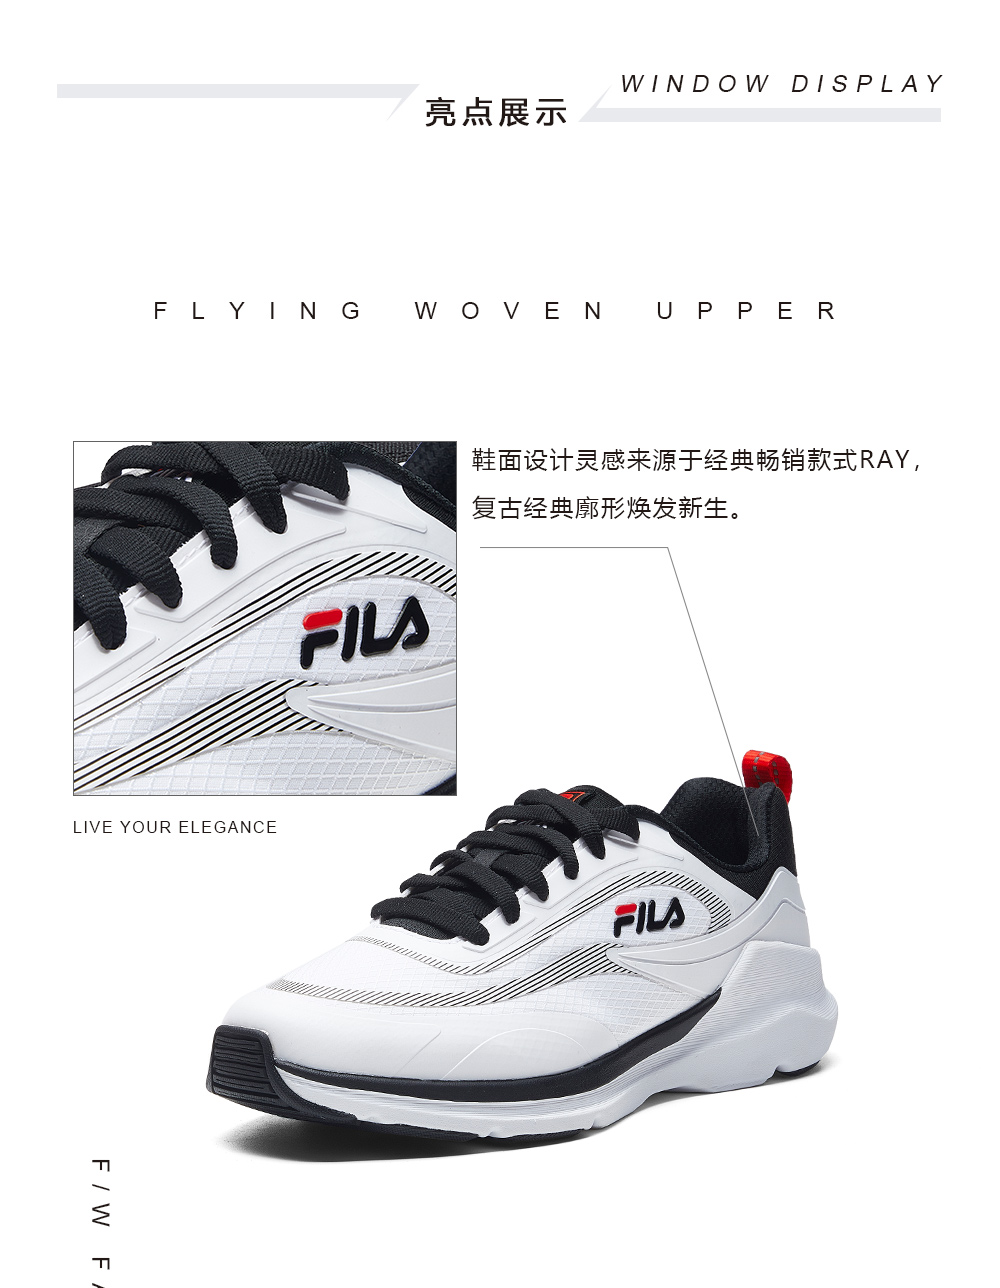 WINDOW DISPLAY
亮点展示
FLYING WOVEN UPPER
鞋面设计灵感来源于经典畅销款式RAY,
复古经典廓形焕发新生。
FILA
LIVE YOUR ELEGANCE
FILA
F/W